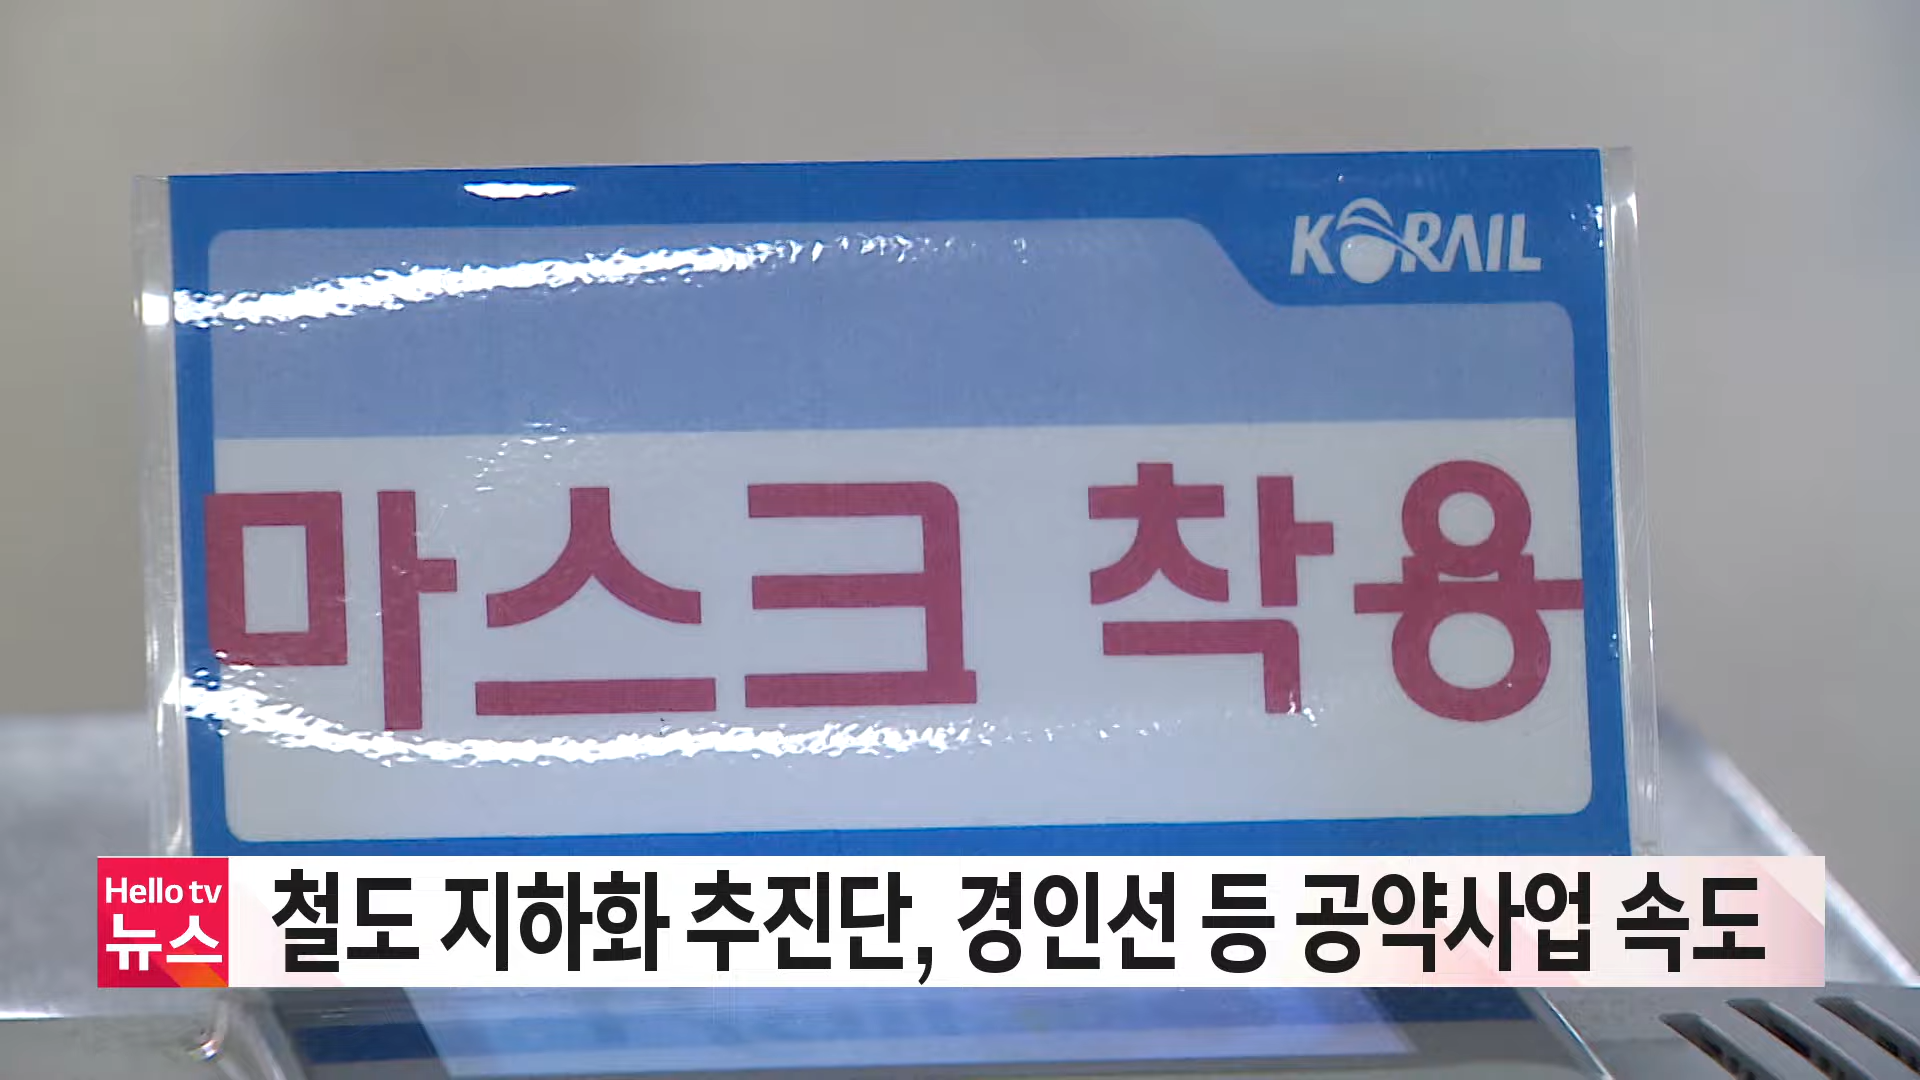 KORAIL
마스크 착용
Hello tv
뉴스
철도 지하화 추진단, 경인선 등 공약사업 속도